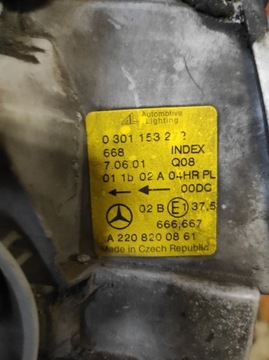 Automotive
Lighting
0 301 153 2
668 INDEX
7.06.01 Q08
01 1b 02 A 04HR PL
00DC
02 B E1 37.5
666,667
A 220 820 08 61
Made in Czech Republic